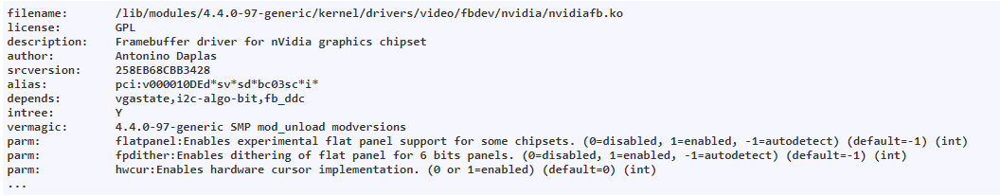 filename: /lib/modules/4.4.0-97-generic/kernel/drivers/video/fbdev/nvidia/nvidiafb.ko
license: GPL
description: Framebuffer driver for nVidia graphics chipset
author: Antonino Daplas
srcversion: 258EB68CBB3428
alias: pci:v000010DEd*sv*sd*bc03sc*i*
depends: vgastate,i2c-algo-bit,fb_ddc
intree: Y
vermagic: 4.4.0-97-generic SMP mod_unload modversions
parm: flatpanel:Enables experimental flat panel support for some chipsets. (0=disabled, 1=enabled, -1=autodetect) (default=-1) (int)
parm: fpdither:Enables dithering of flat panel for 6 bits panels. (0=disabled, 1=enabled, -1=autodetect) (default=-1) (int)
parm: hwcur:Enables hardware cursor implementation. (0 or 1=enabled) (default=0) (int)
...